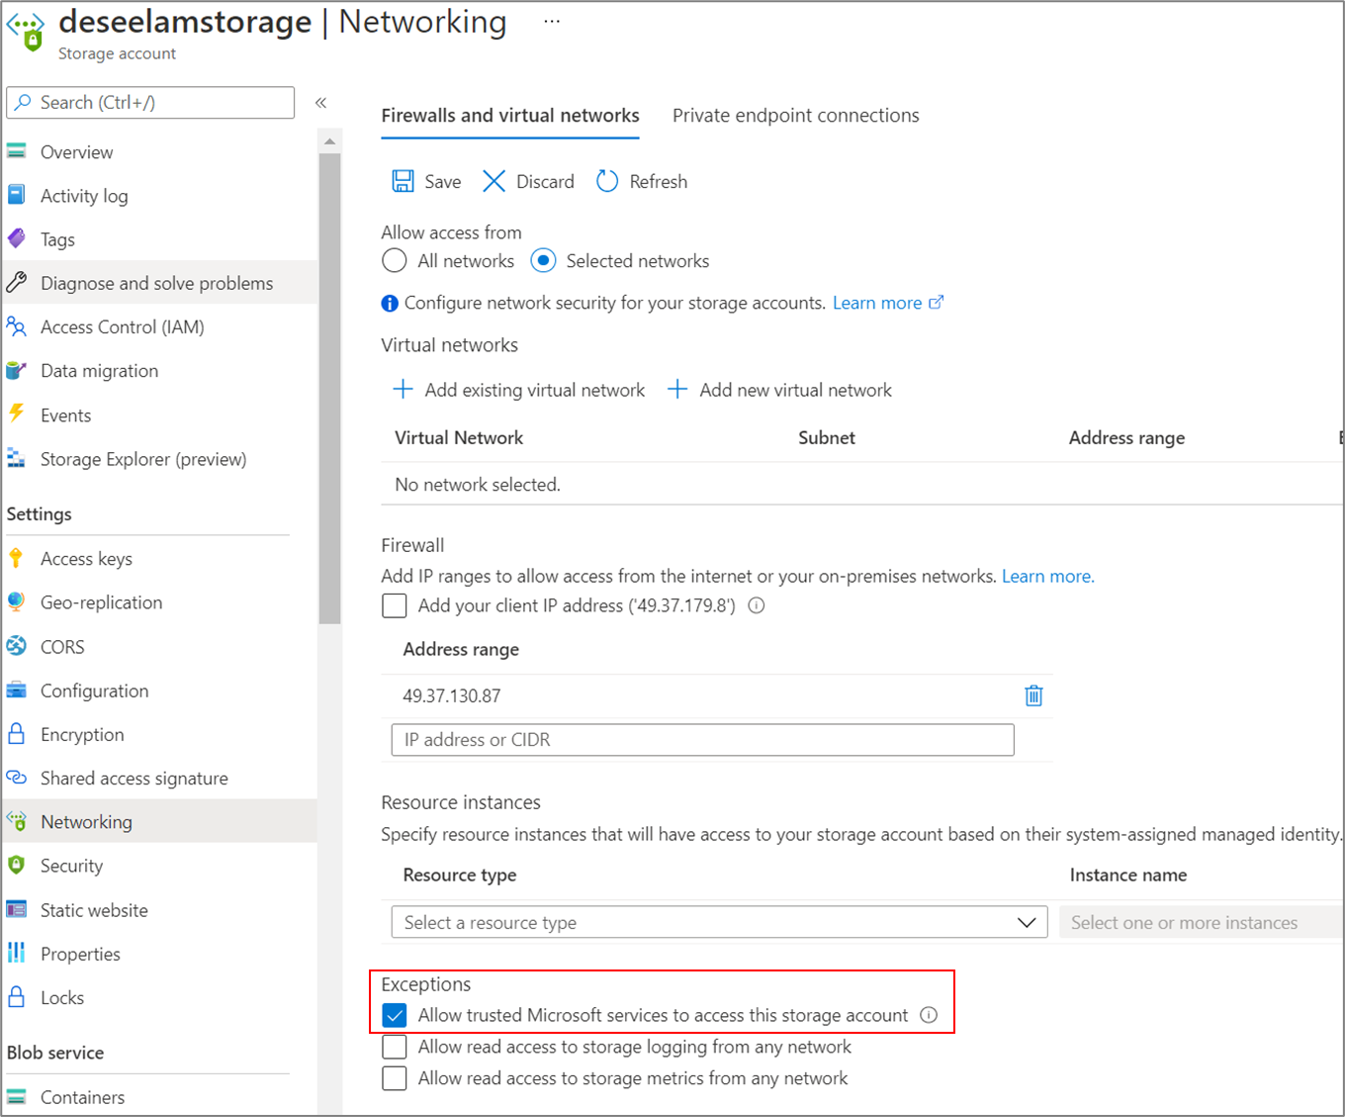 deseelamstorage | Networking ...
Storage account
Search (Ctrl+/) «
Overview
Activity log
Tags
Diagnose and solve problems
Access Control (IAM)
Data migration
Events
Storage Explorer (preview)
Settings
Access keys
Geo-replication
CORS
Configuration
Encryption
Shared access signature
Networking
Security
Static website
Properties
Locks
Blob service
Containers
Firewalls and virtual networks Private endpoint connections
Save Discard Refresh
Allow access from
All networks Selected networks
Configure network security for your storage accounts. Learn more
Virtual networks
+ Add existing virtual network + Add new virtual network
Virtual Network Subnet Address range
No network selected.
Firewall
Add IP ranges to allow access from the internet or your on-premises networks. Learn more.
Add your client IP address ('49.37.179.8')
Address range
49.37.130.87
IP address or CIDR
Resource instances
Specify resource instances that will have access to your storage account based on their system-assigned managed identity.
Resource type Instance name
Select a resource type Select one or more instances
Exceptions
Allow trusted Microsoft services to access this storage account
Allow read access to storage logging from any network
Allow read access to storage metrics from any network